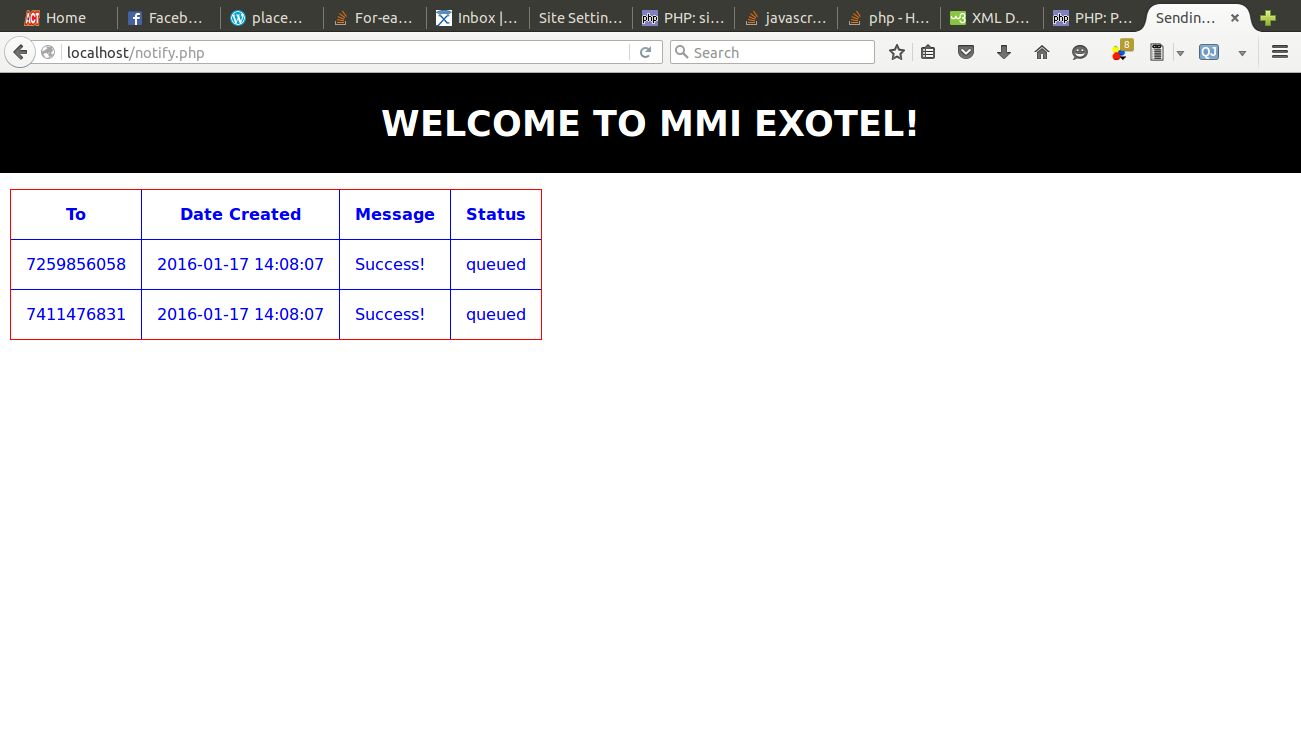 Home Faceb... place... For-ea... Inbox |... Site Settin... PHP: si... javascr... php - H... XML D... PHP: P... Sendin...
localhost/notify.php Search 8 QJ
WELCOME TO MMI EXOTEL!
To Date Created Message Status
7259856058 2016-01-17 14:08:07 Success! queued
7411476831 2016-01-17 14:08:07 Success! queued